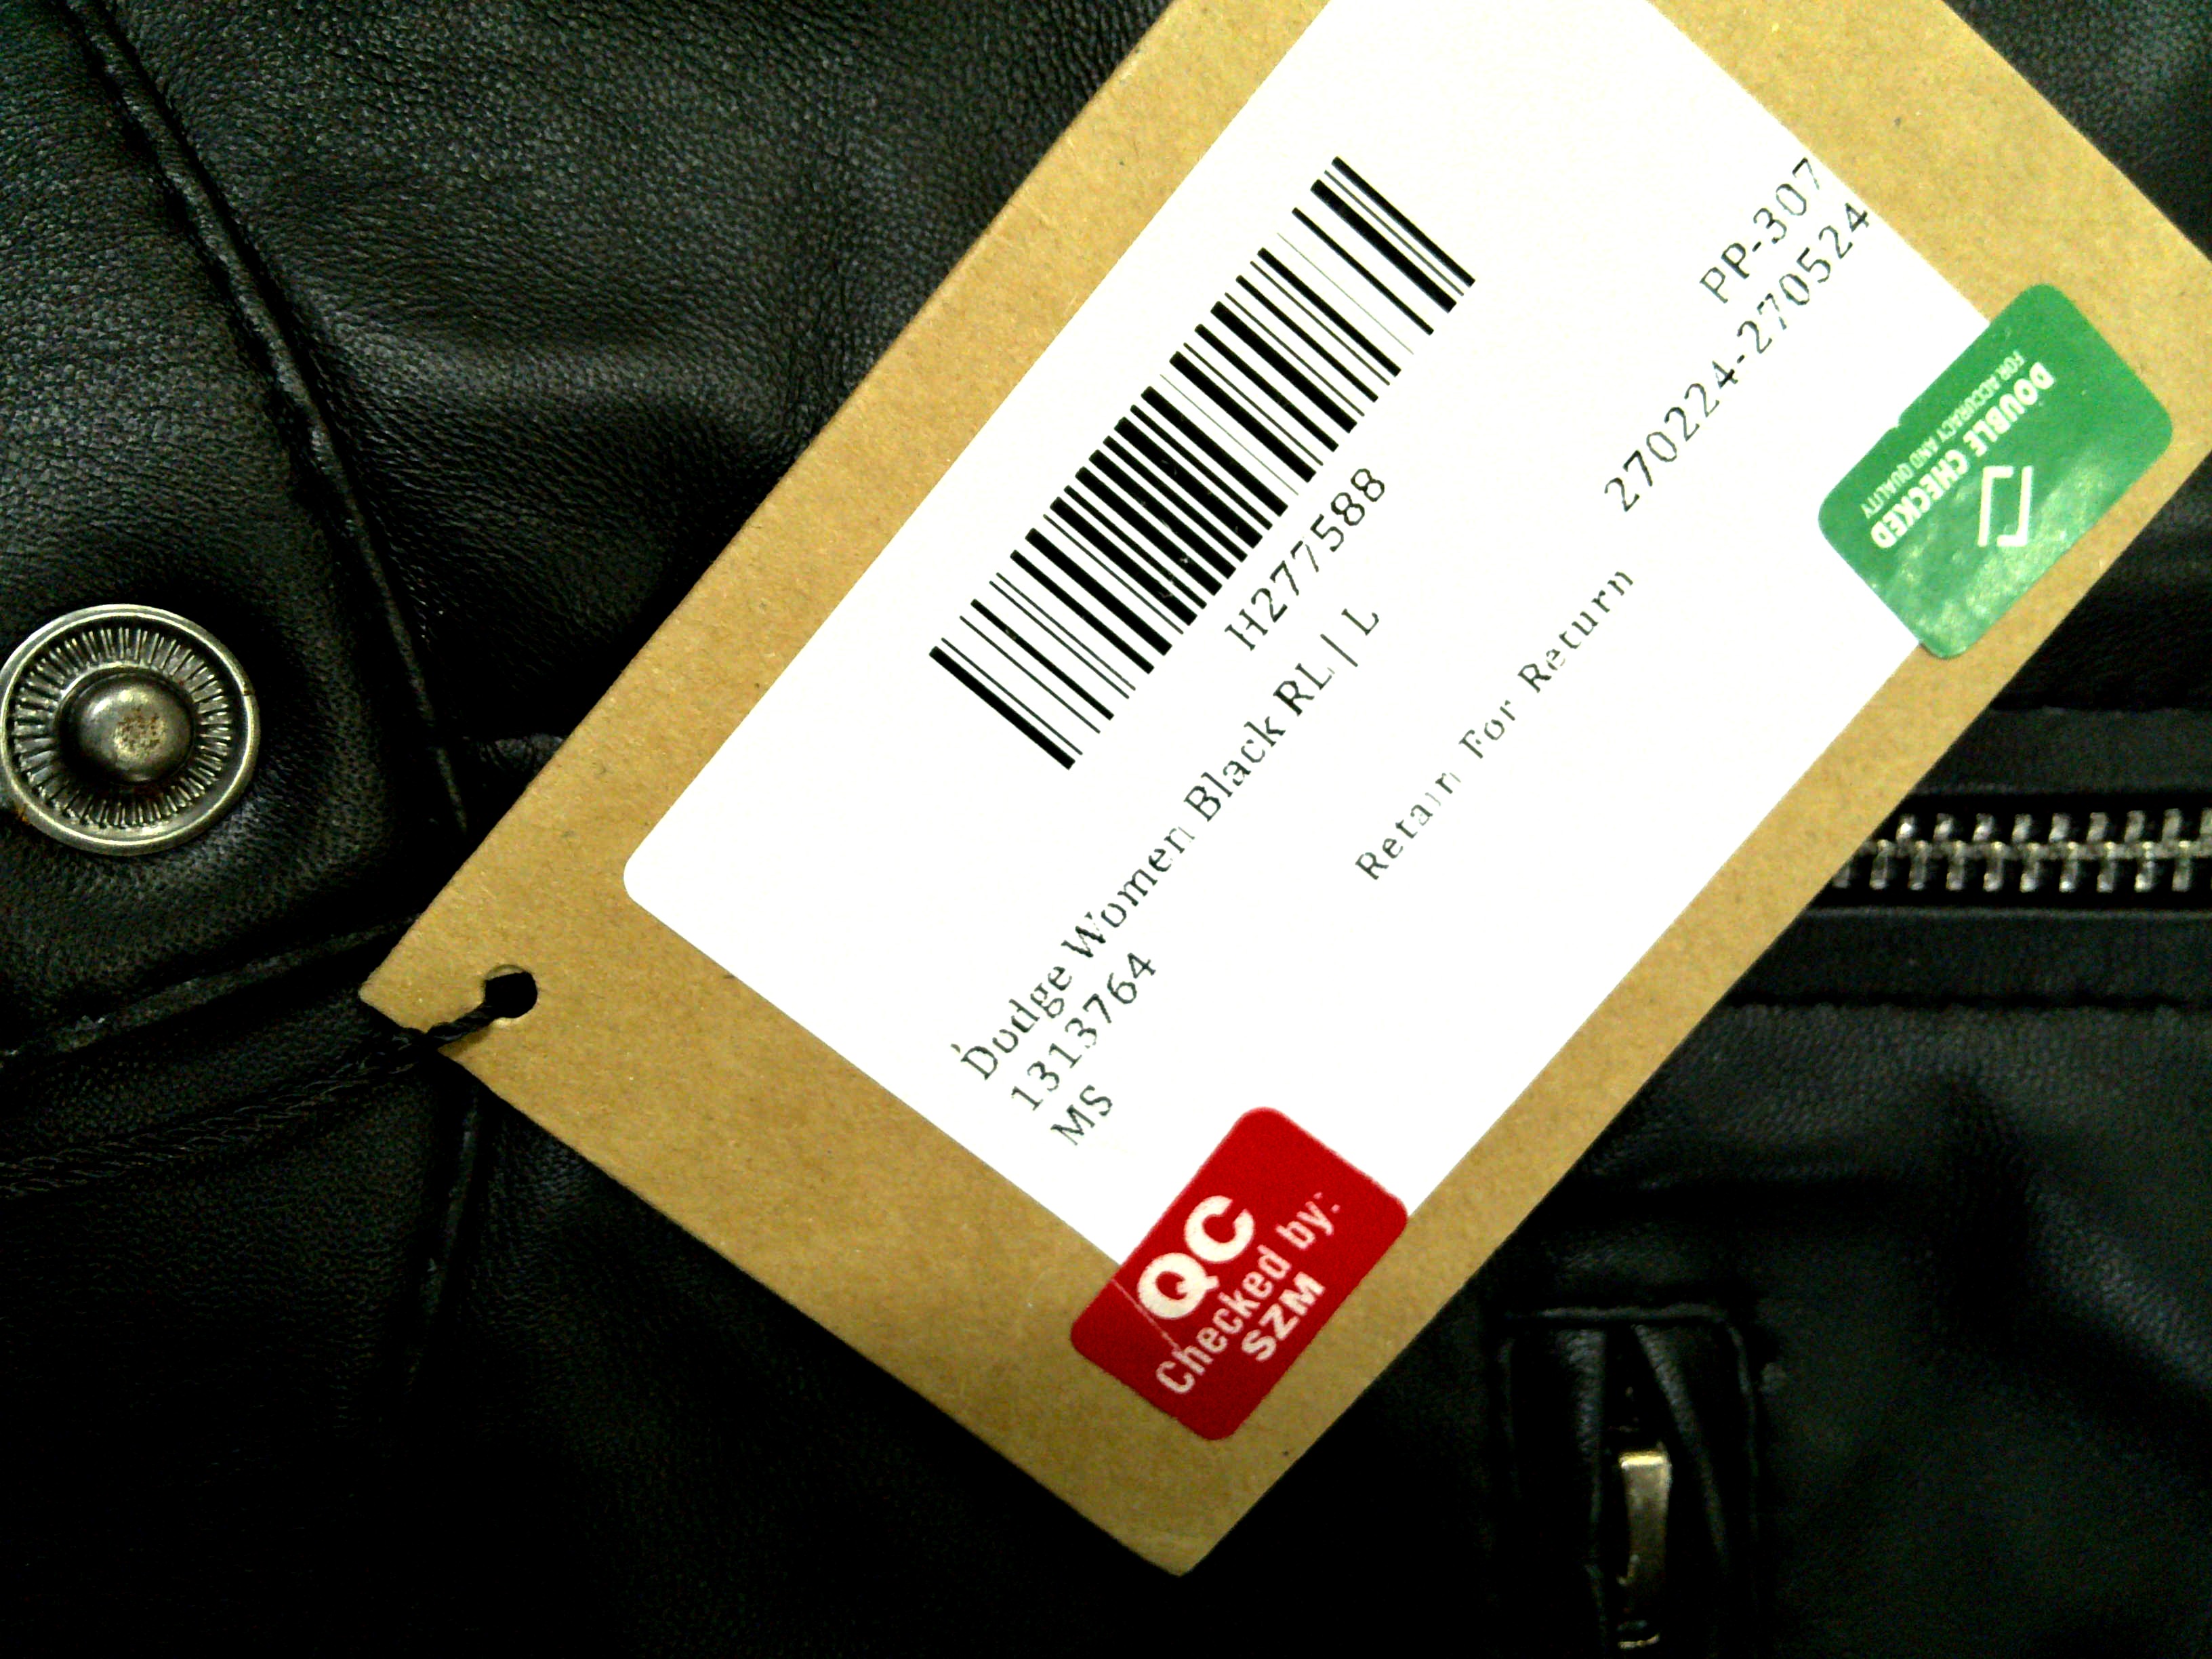 H277588
Dodge Women Black RL | L
1313764
MS
Retain For Return
270224-270524
PP-307
QC
Checked by:
SZM
DOUBLE CHECKED
FOR ACCURACY AND QUALITY